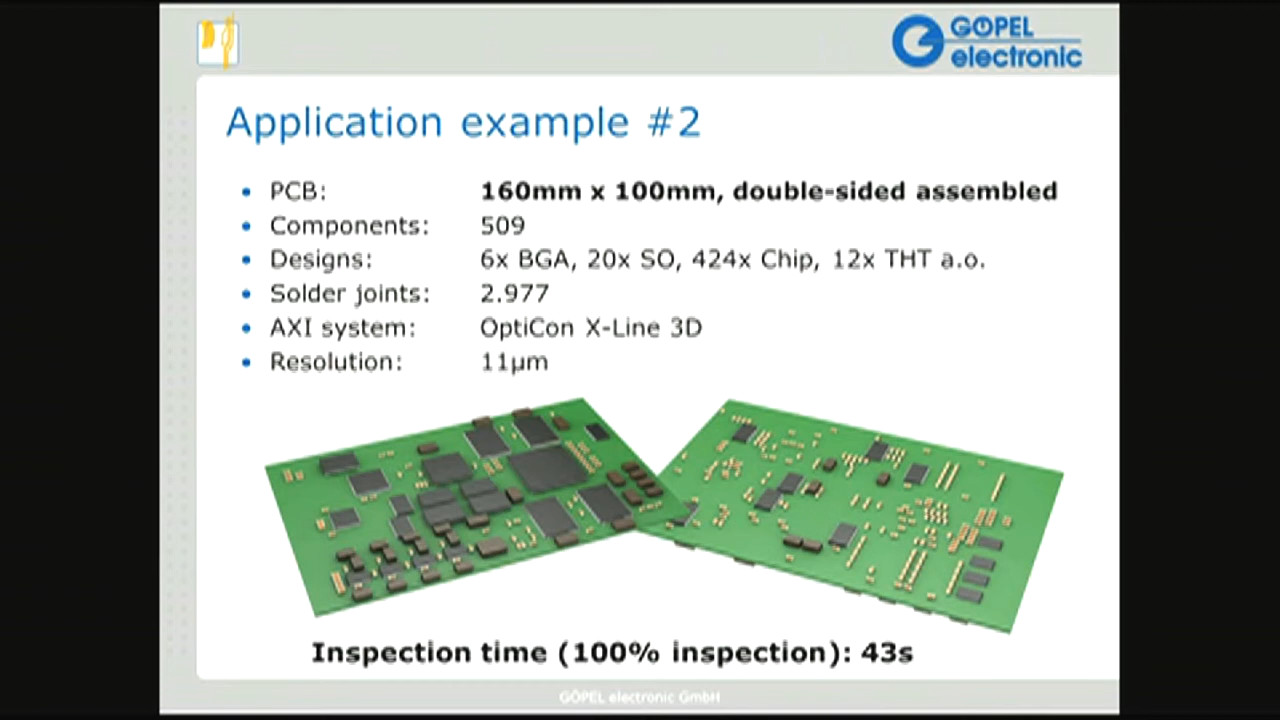 GÖPEL
electronic
Application example #2
• PCB: 160mm x 100mm, double-sided assembled
• Components: 509
• Designs: 6x BGA, 20x SO, 424x Chip, 12x THT a.o.
• Solder joints: 2.977
• AXI system: OptiCon X-Line 3D
• Resolution: 11µm
Inspection time (100% inspection): 43s
GÖPEL electronic GmbH